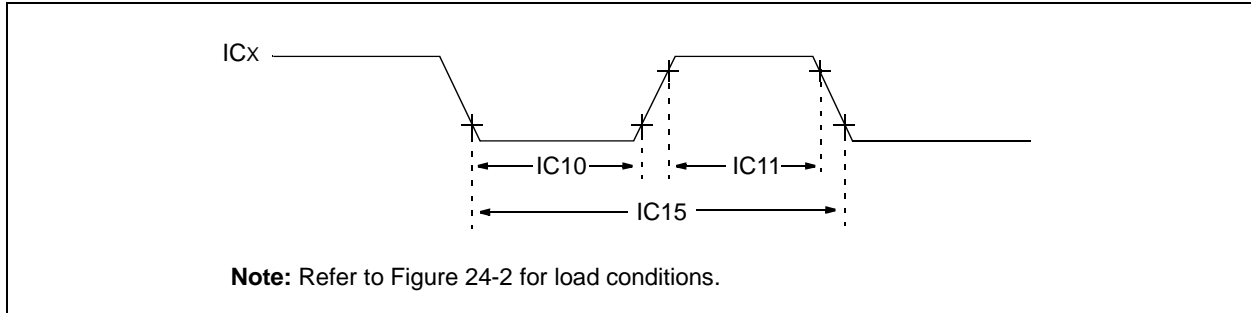 ICx
IC10
IC11
IC15
Note: Refer to Figure 24-2 for load conditions.